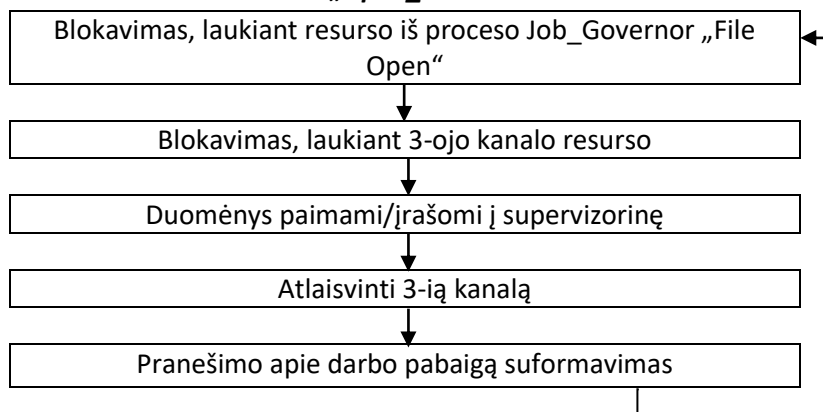 Blokavimas, laukiant resurso iš proceso Job_Governor „File
Open“
Blokavimas, laukiant 3-ojo kanalo resurso
Duomėnys paimami/įrašomi į supervizorinę
Atlaisvinti 3-ią kanalą
Pranešimo apie darbo pabaigą suformavimas